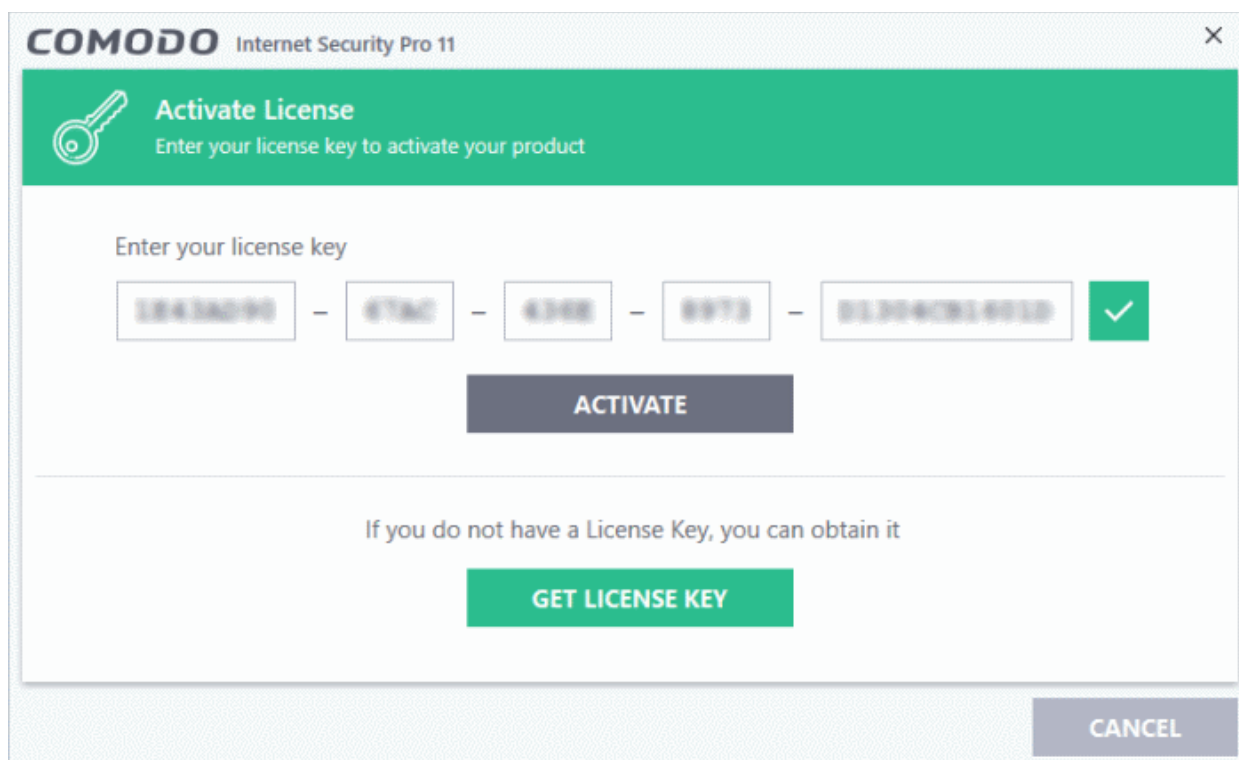 COMODO Internet Security Pro 11
Activate License
Enter your license key to activate your product
Enter your license key
ACTIVATE
If you do not have a License Key, you can obtain it
GET LICENSE KEY
CANCEL